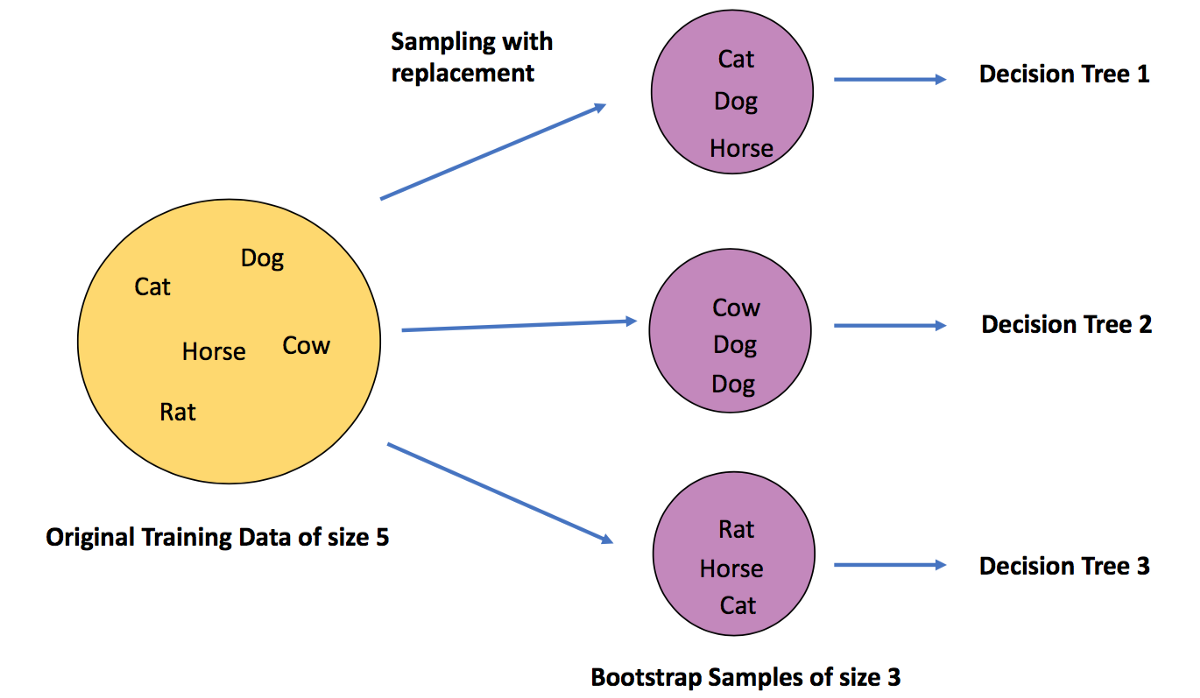 Sampling with
replacement
Cat
Dog
Horse
Decision Tree 1
Dog
Cat
Horse
Cow
Rat
Original Training Data of size 5
Cow
Dog
Dog
Decision Tree 2
Rat
Horse
Cat
Decision Tree 3
Bootstrap Samples of size 3